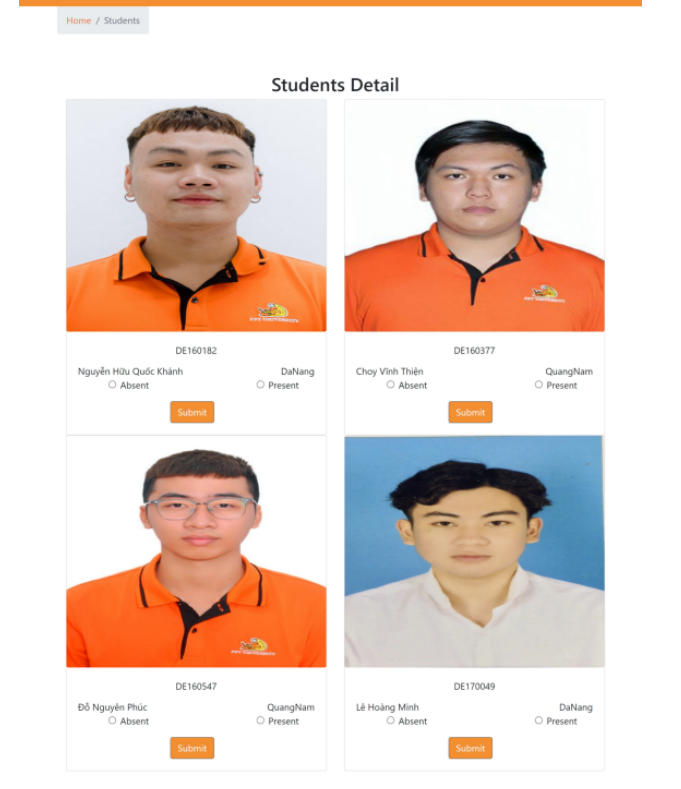 Home / Students
Students Detail
DE160182
Nguyễn Hữu Quốc Khánh DaNang
Absent Present
Submit
DE160377
Choy Vĩnh Thiện QuangNam
Absent Present
Submit
DE160547
Đỗ Nguyên Phúc QuangNam
Absent Present
Submit
DE170049
Lê Hoàng Minh DaNang
Absent Present
Submit